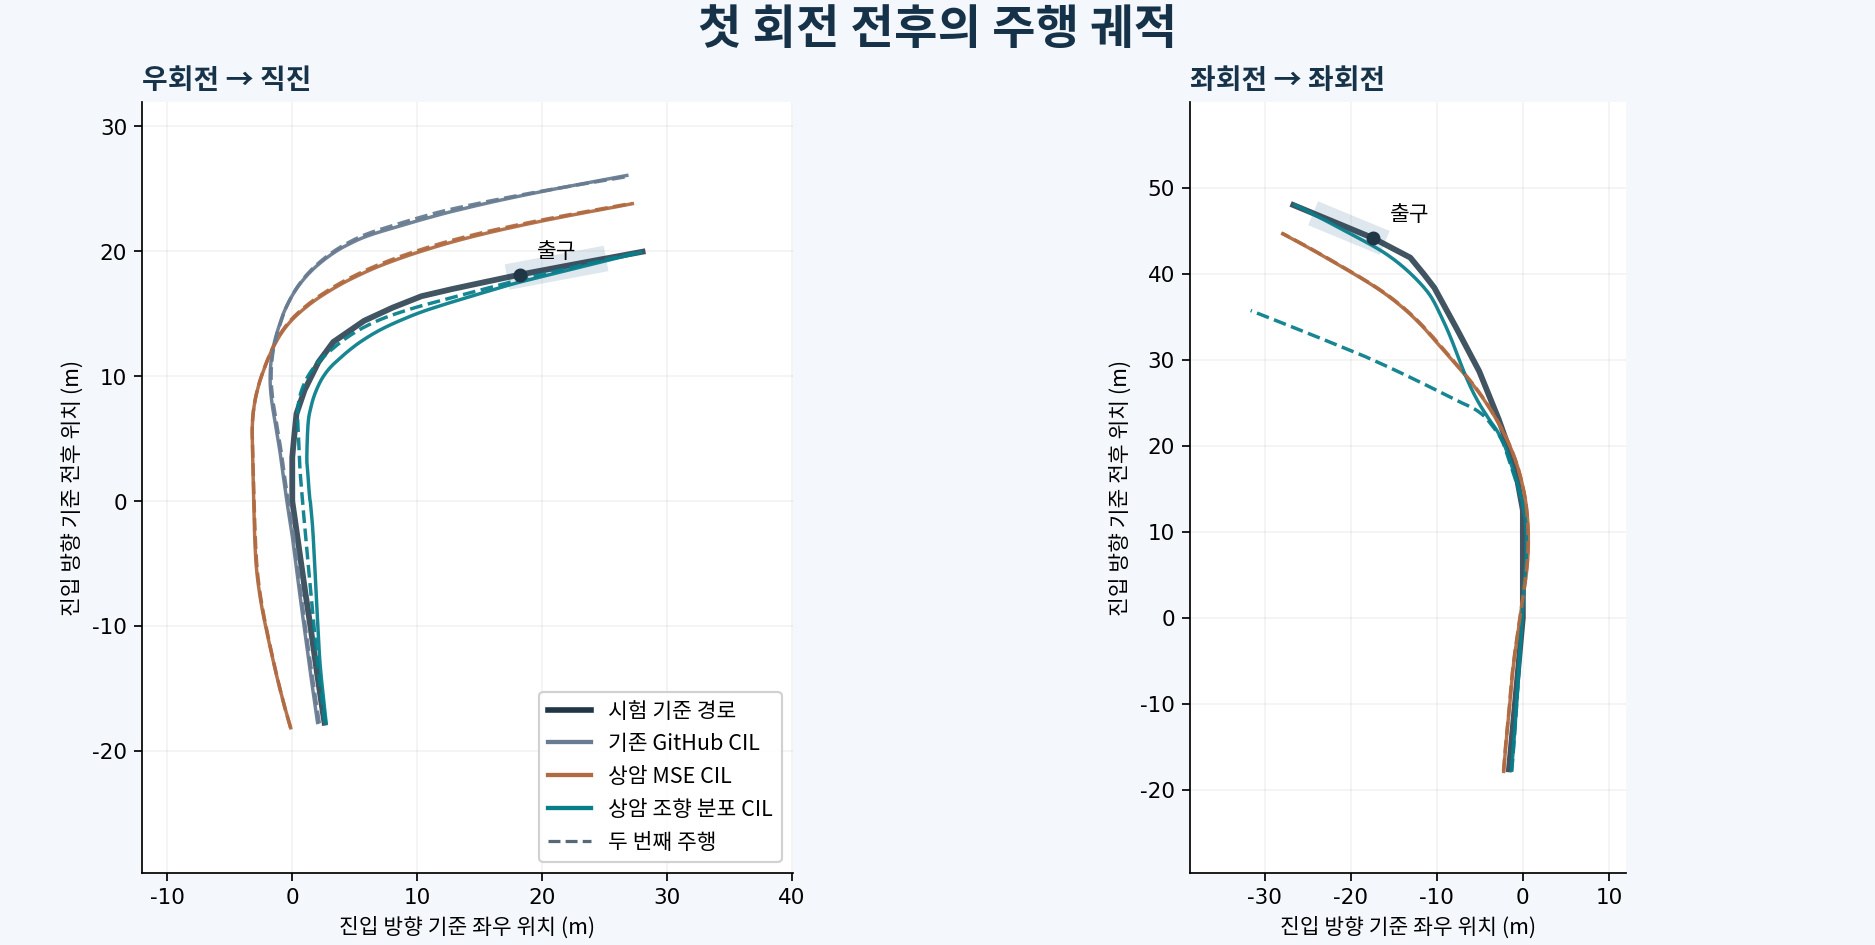 첫 회전 전후의 주행 궤적
우회전 → 직진
30
20
10
0
-10
-20
진입 방향 기준 전후 위치 (m)
출구
시험 기준 경로
기존 GitHub CIL
상암 MSE CIL
상암 조향 분포 CIL
두 번째 주행
-10 0 10 20 30 40
진입 방향 기준 좌우 위치 (m)
좌회전 → 좌회전
50
40
30
20
10
0
-10
-20
진입 방향 기준 전후 위치 (m)
출구
-30 -20 -10 0 10
진입 방향 기준 좌우 위치 (m)